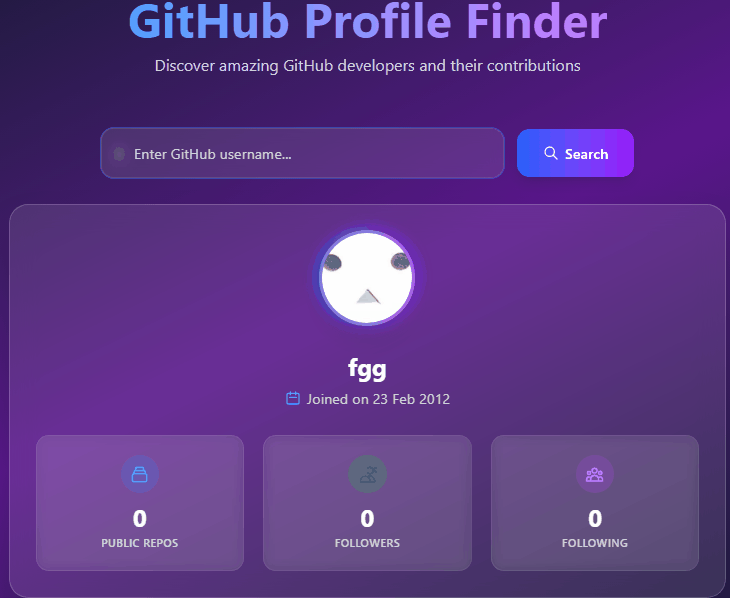 GitHub Profile Finder
Discover amazing GitHub developers and their contributions
Enter GitHub username...
Search
fgg
Joined on 23 Feb 2012
0
PUBLIC REPOS
0
FOLLOWERS
0
FOLLOWING